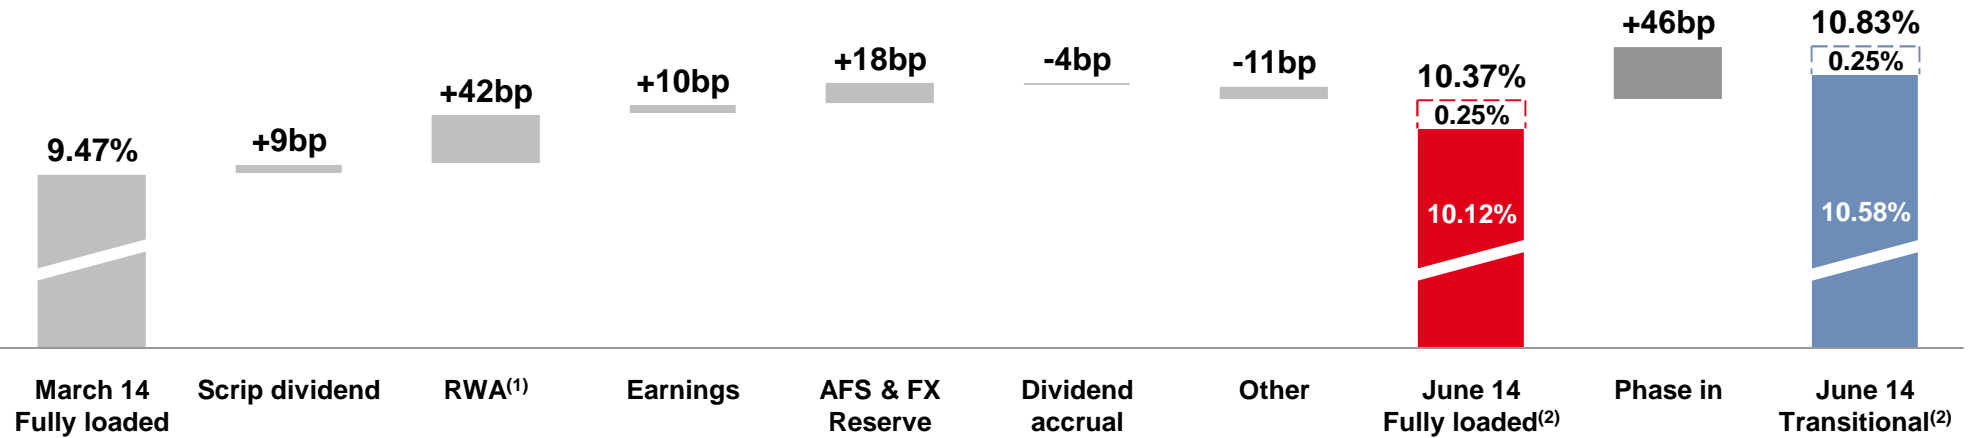 9.47%
+9bp
+42bp
+10bp
+18bp
-4bp
-11bp
10.37%
0.25%
10.12%
+46bp
10.83%
0.25%
10.58%
March 14
Fully loaded
Scrip dividend
RWA(1)
Earnings
AFS & FX
Reserve
Dividend
accrual
Other
June 14
Fully loaded(2)
Phase in
June 14
Transitional(2)